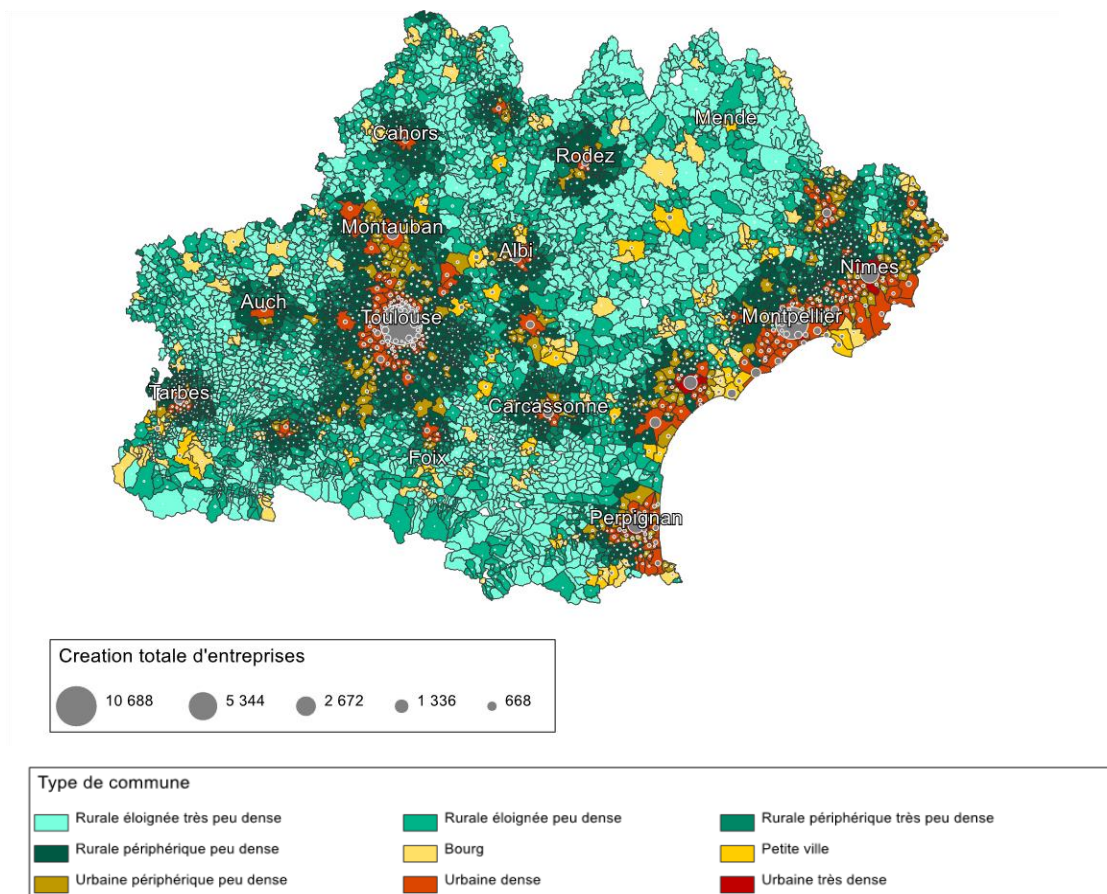 Mende
Cahors
Rodez
Montauban
Albi
Nîmes
Auch
Toulouse
Montpellier
Tarbes
Carcassonne
Foix
Perpignan
Creation totale d'entreprises
10 688 5 344 2 672 1 336 668
Type de commune
Rurale éloignée très peu dense Rurale éloignée peu dense Rurale périphérique très peu dense
Rurale périphérique peu dense Bourg Petite ville
Urbaine périphérique peu dense Urbaine dense Urbaine très dense